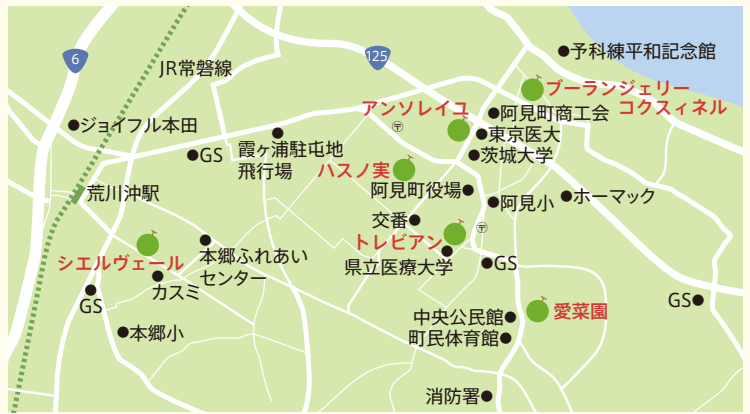 6
125
予科練平和記念館
JR常磐線
ブーランジェリー
コクスィネル
アンソレイユ
阿見町商工会
ジョイフル本田
〒
東京医大
GS
霞ヶ浦駐屯地
飛行場
茨城大学
ハスノ実
荒川沖駅
阿見町役場
阿見小
ホーマック
交番
〒
トレビアン
シエルヴェール
本郷ふれあい
センター
県立医療大学
GS
カスミ
GS
GS
愛菜園
中央公民館
本郷小
町民体育館
消防署